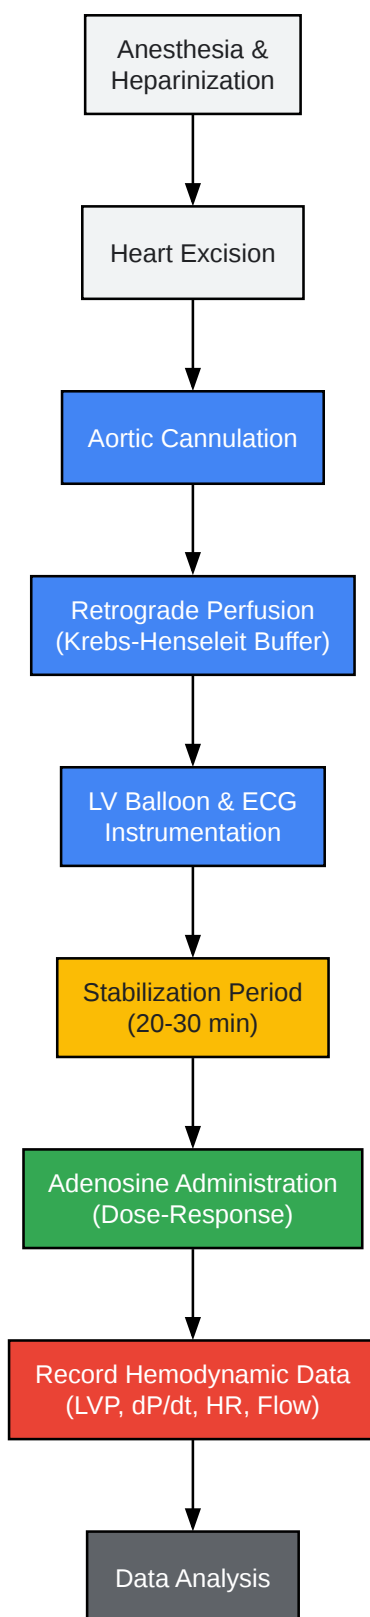 Anesthesia &
Heparinization
Heart Excision
Aortic Cannulation
Retrograde Perfusion
(Krebs-Henseleit Buffer)
LV Balloon & ECG
Instrumentation
Stabilization Period
(20-30 min)
Adenosine Administration
(Dose-Response)
Record Hemodynamic Data
(LVP, dP/dt, HR, Flow)
Data Analysis